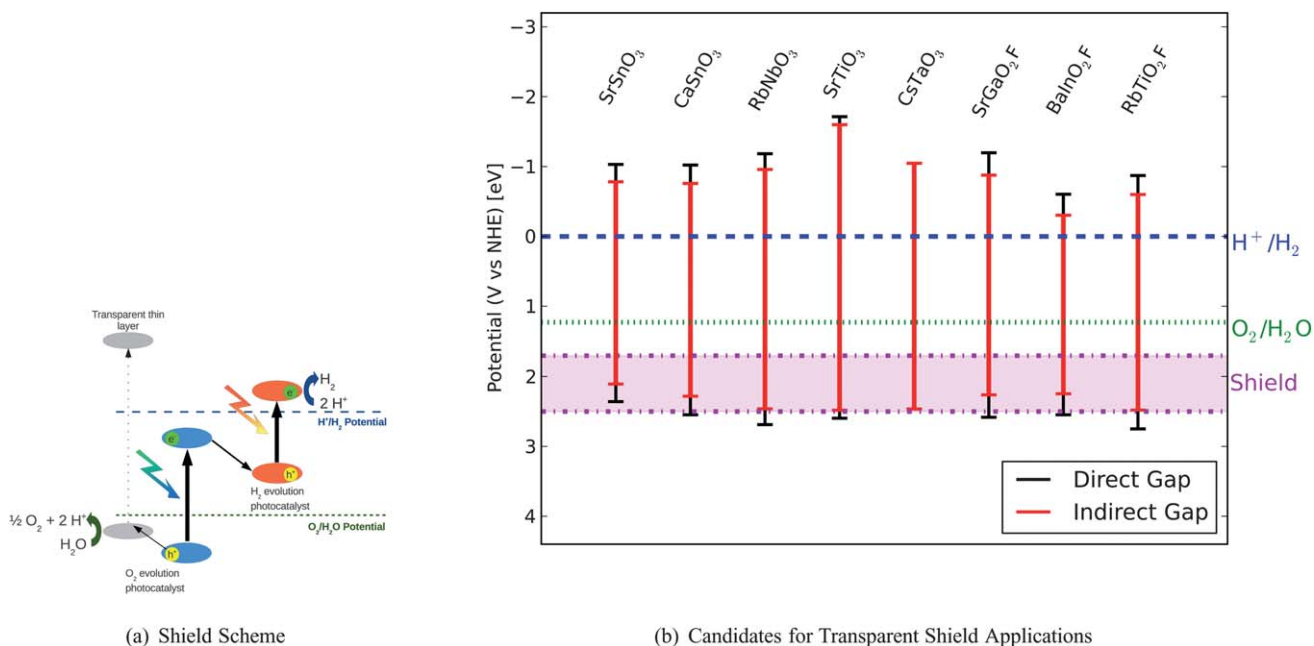 Transparent thin
layer
H₂
2 H⁺
H⁺/H₂ Potential
e⁻
e⁻
h⁺
H₂ evolution
photocatalyst
½ O₂ + 2 H⁺
H₂O
O₂/H₂O Potential
h⁺
O₂ evolution
photocatalyst
(a) Shield Scheme
SrSnO₃
CaSnO₃
RbNbO₃
SrTiO₃
CsTaO₃
SrGaO₂F
BaInO₂F
RbTiO₂F
Potential (V vs NHE) [eV]
−3
−2
−1
0
1
2
3
4
H⁺/H₂
O₂/H₂O
Shield
Direct Gap
Indirect Gap
(b) Candidates for Transparent Shield Applications